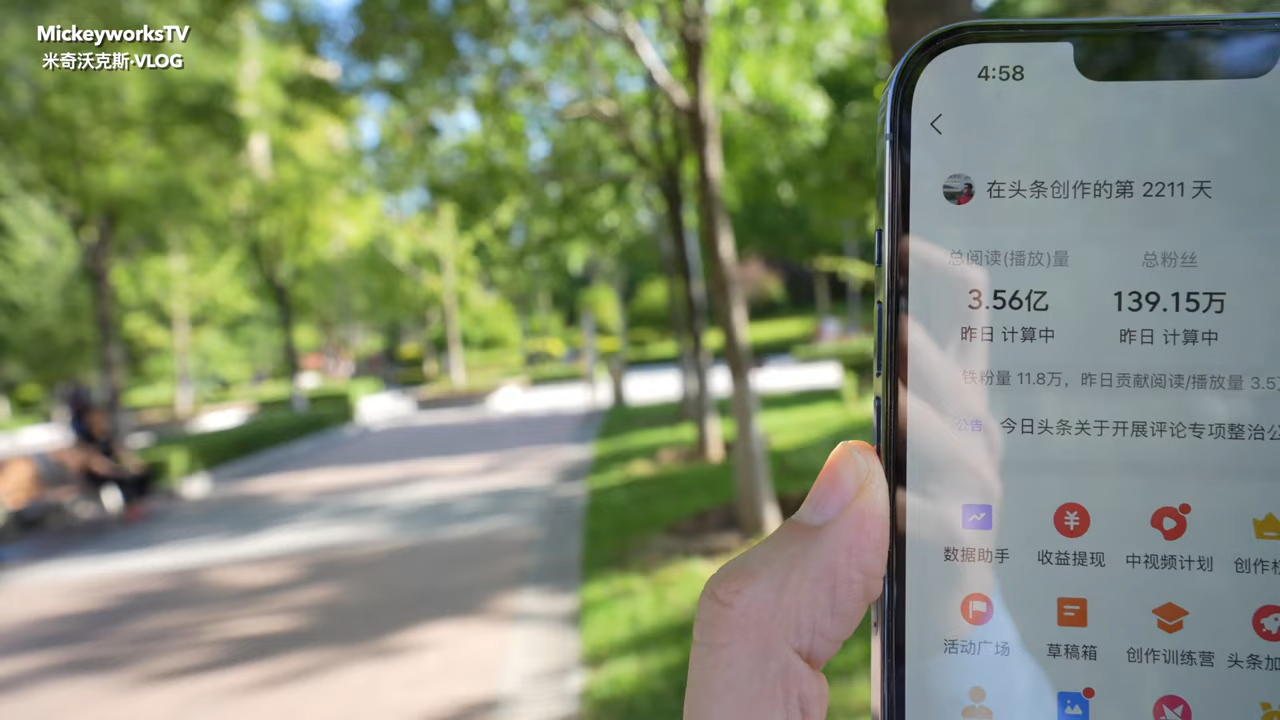 MickeyworksTV
米奇沃克斯·VLOG
4:58
在头条创作的第 2211 天
总阅读(播放)量 总粉丝
3.56亿 139.15万
昨日 计算中 昨日 计算中
铁粉量 11.8万，昨日贡献阅读/播放量 3.5
公告 今日头条关于开展评论专项整治公
数据助手 收益提现 中视频计划 创作
活动广场 草稿箱 创作训练营 头条加